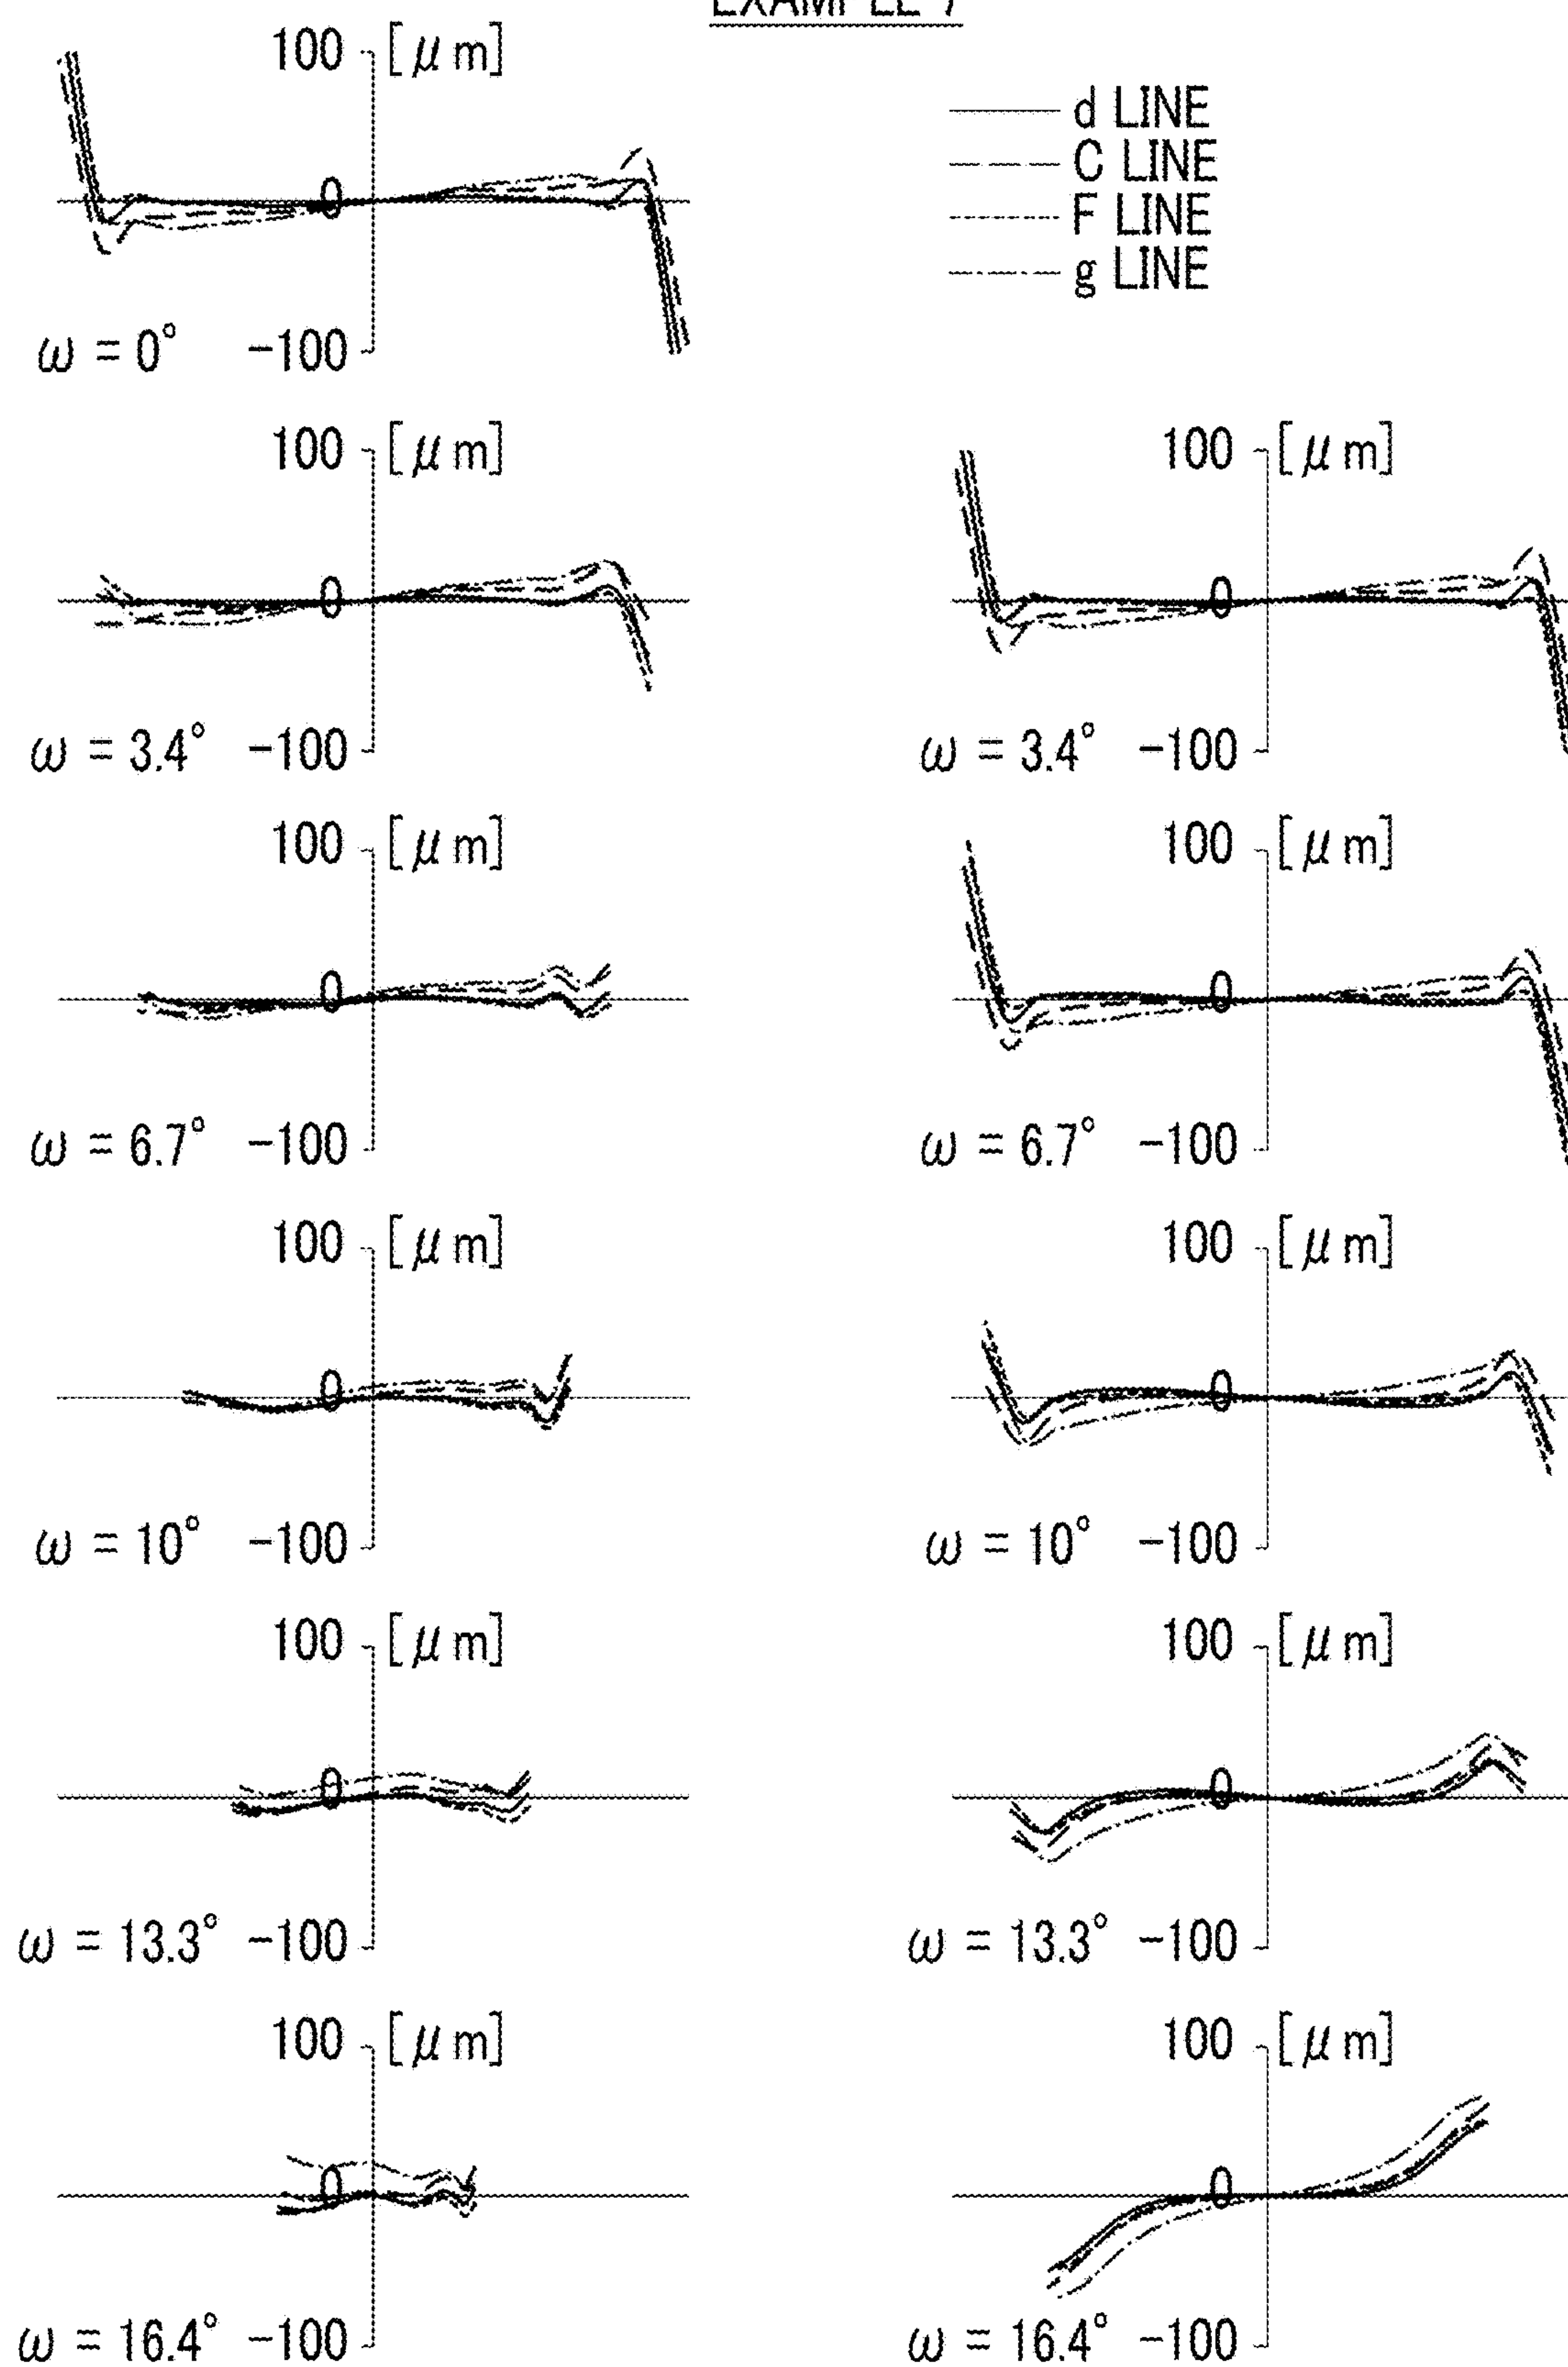 EXAMPLE
100 [μm]
d LINE
C LINE
F LINE
g LINE
0
ω = 0° -100
100 [μm] 100 [μm]
0 0
ω = 3.4° -100 ω = 3.4° -100
100 [μm] 100 [μm]
0 0
ω = 6.7° -100 ω = 6.7° -100
100 [μm] 100 [μm]
0 0
ω = 10° -100 ω = 10° -100
100 [μm] 100 [μm]
0 0
ω = 13.3° -100 ω = 13.3° -100
100 [μm] 100 [μm]
0 0
ω = 16.4° -100 ω = 16.4° -100